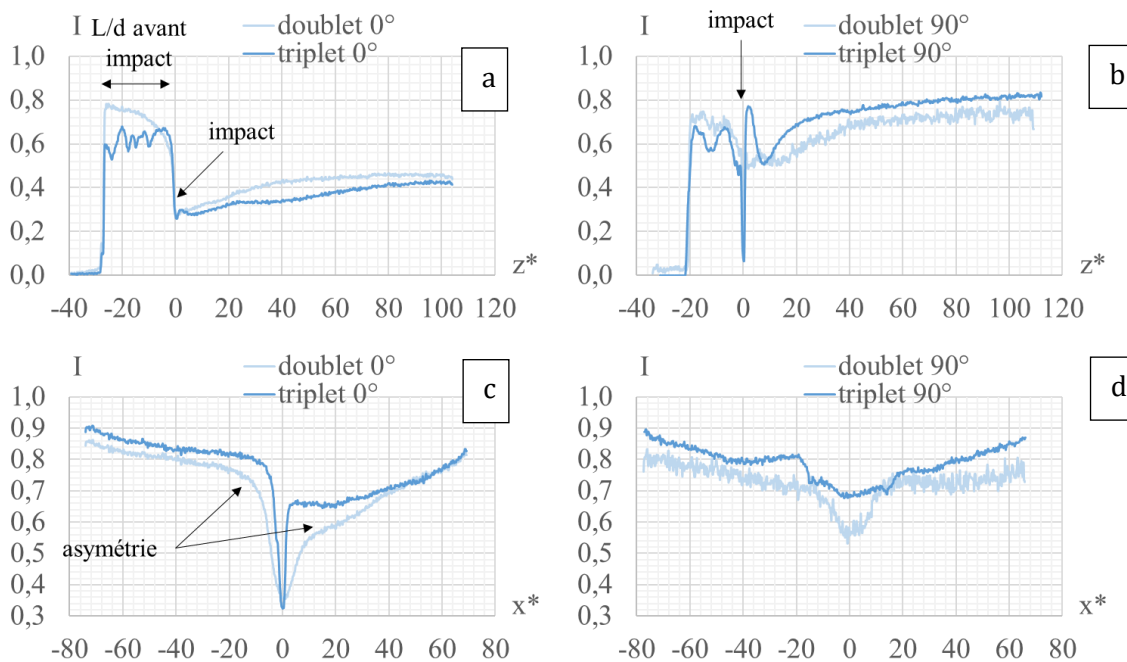 I L/d avant
impact
doublet 0°
triplet 0°
a
impact
1,0
0,8
0,6
0,4
0,2
0,0
z*
-40 -20 0 20 40 60 80 100 120
I impact
doublet 90°
triplet 90°
b
1,0
0,8
0,6
0,4
0,2
0,0
z*
-40 -20 0 20 40 60 80 100 120
I
doublet 0°
triplet 0°
c
1,0
0,9
0,8
0,7
0,6
0,5
0,4
0,3
asymétrie
x*
-80 -60 -40 -20 0 20 40 60 80
I
doublet 90°
triplet 90°
d
1,0
0,9
0,8
0,7
0,6
0,5
0,4
0,3
x*
-80 -60 -40 -20 0 20 40 60 80